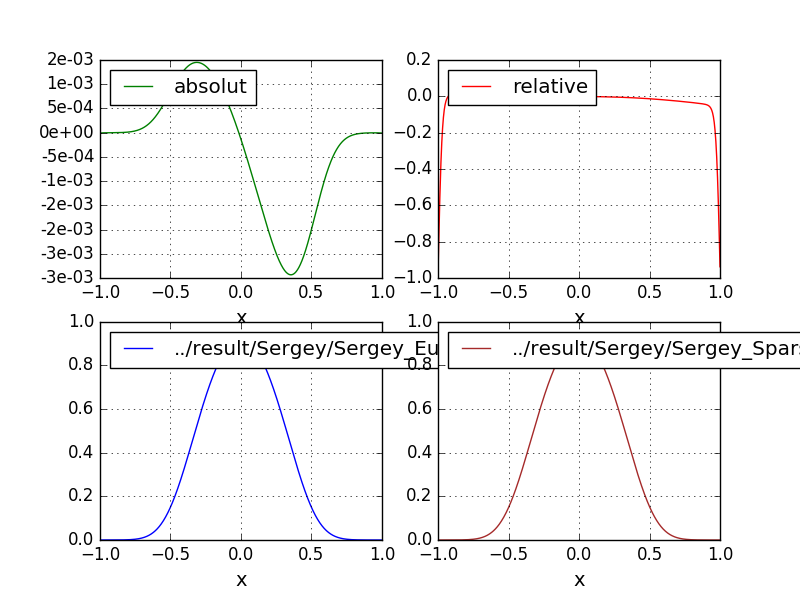 2e-03
1e-03
5e-04
0e+00
-5e-04
-1e-03
-2e-03
-2e-03
-3e-03
-3e-03
absolut
−1.0 −0.5 0.0 0.5 1.0
x
0.2
0.0
−0.2
−0.4
−0.6
−0.8
−1.0
relative
−1.0 −0.5 0.0 0.5 1.0
x
1.0
0.8
0.6
0.4
0.2
0.0
../result/Sergey/Sergey_Eu
−1.0 −0.5 0.0 0.5 1.0
x
1.0
0.8
0.6
0.4
0.2
0.0
../result/Sergey/Sergey_Spars
−1.0 −0.5 0.0 0.5 1.0
x